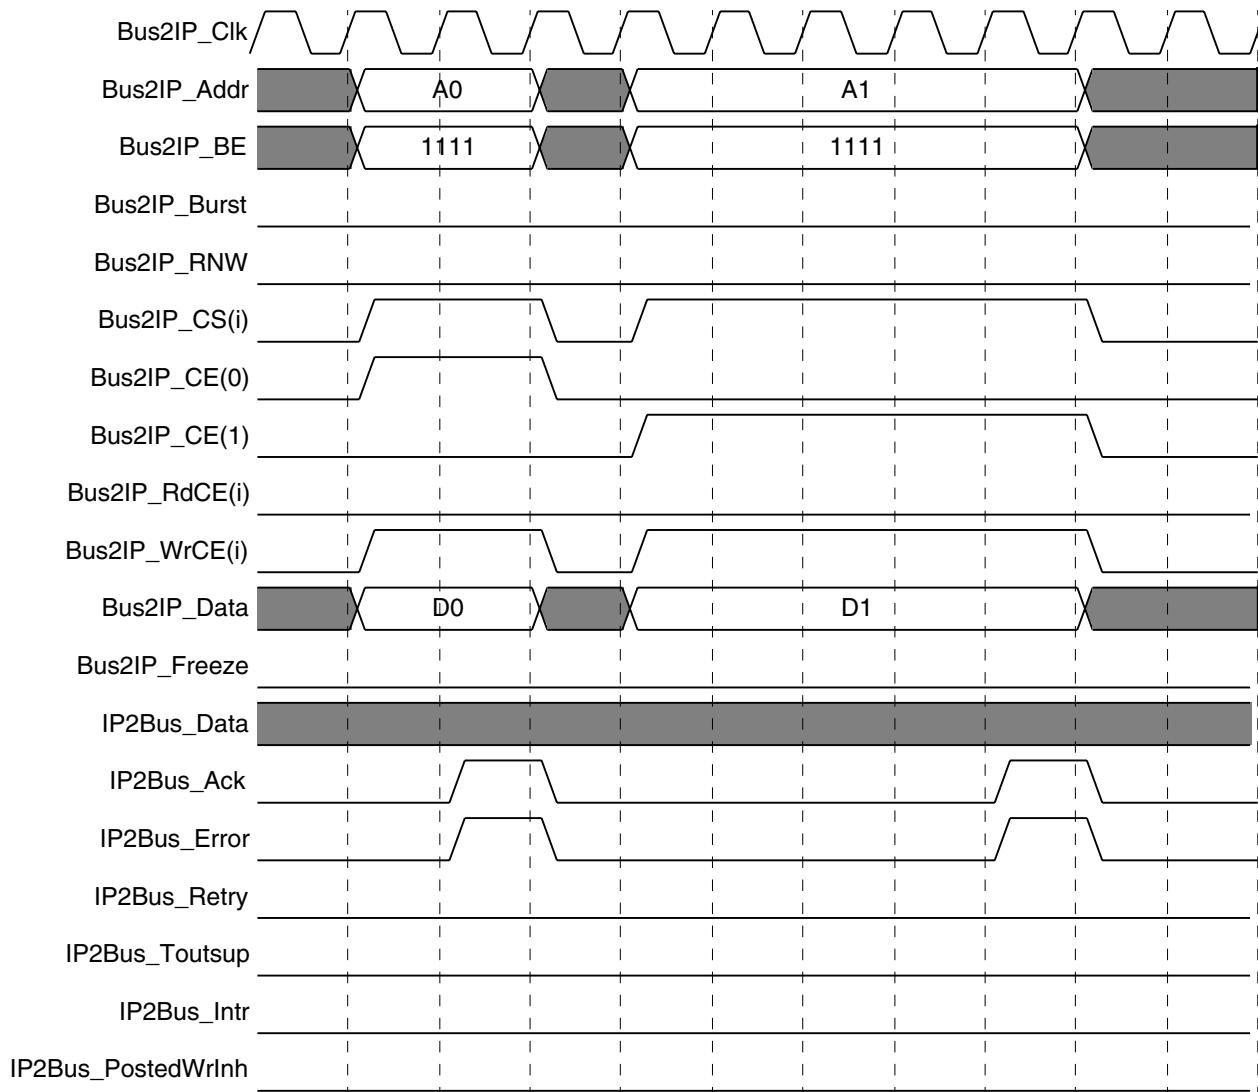 Bus2IP_Clk
Bus2IP_Addr A0 A1
Bus2IP_BE 1111 1111
Bus2IP_Burst
Bus2IP_RNW
Bus2IP_CS(i)
Bus2IP_CE(0)
Bus2IP_CE(1)
Bus2IP_RdCE(i)
Bus2IP_WrCE(i)
Bus2IP_Data D0 D1
Bus2IP_Freeze
IP2Bus_Data
IP2Bus_Ack
IP2Bus_Error
IP2Bus_Retry
IP2Bus_Toutsup
IP2Bus_Intr
IP2Bus_PostedWrInh